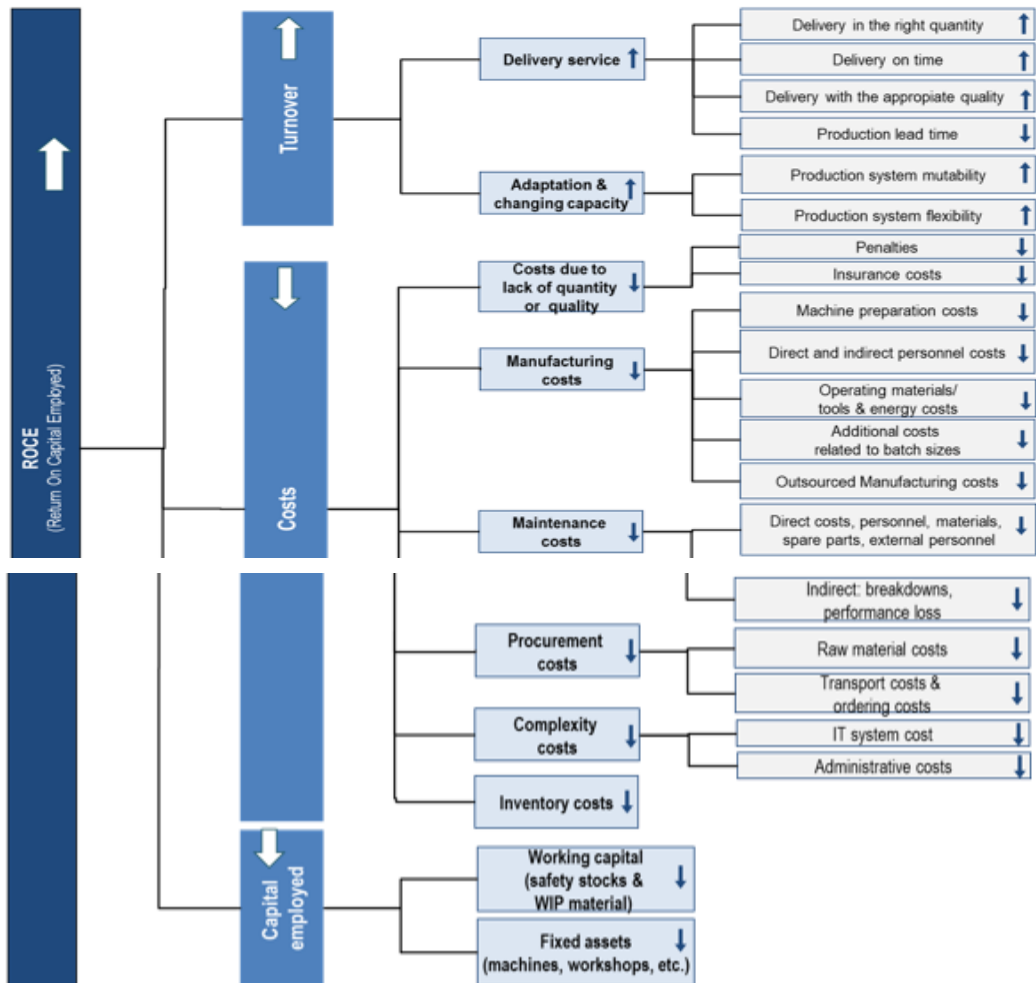 ROCE
(Return On Capital Employed)
Turnover
Delivery service
Delivery in the right quantity
Delivery on time
Delivery with the appropiate quality
Production lead time
Adaptation &
changing capacity
Production system mutability
Production system flexibility
Costs
Costs due to
lack of quantity
or quality
Penalties
Insurance costs
Manufacturing
costs
Machine preparation costs
Direct and indirect personnel costs
Operating materials/
tools & energy costs
Additional costs
related to batch sizes
Outsourced Manufacturing costs
Maintenance
costs
Direct costs, personnel, materials,
spare parts, external personnel
Indirect: breakdowns,
performance loss
Procurement
costs
Raw material costs
Transport costs &
ordering costs
Complexity
costs
IT system cost
Administrative costs
Inventory costs
Capital
employed
Working capital
(safety stocks &
WIP material)
Fixed assets
(machines, workshops, etc.)